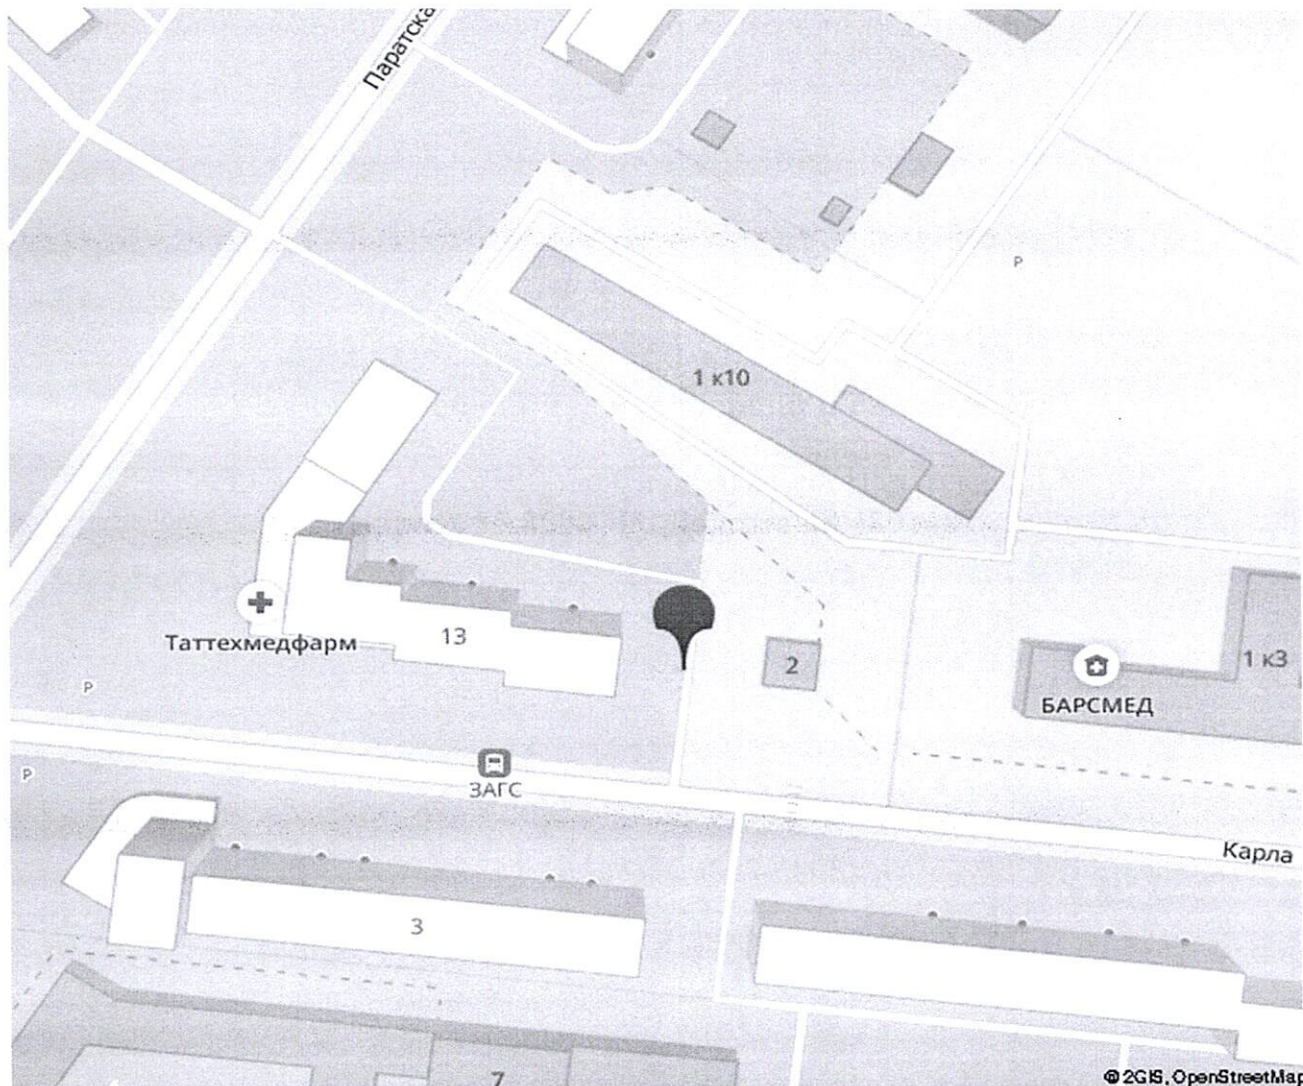 Паратска
Р
1 к10
Таттехмедфарм
13
2
1 к3
БАРСМЕД
Р
Р
ЗАГС
Карла
3
7
© 2GIS, OpenStreetMap